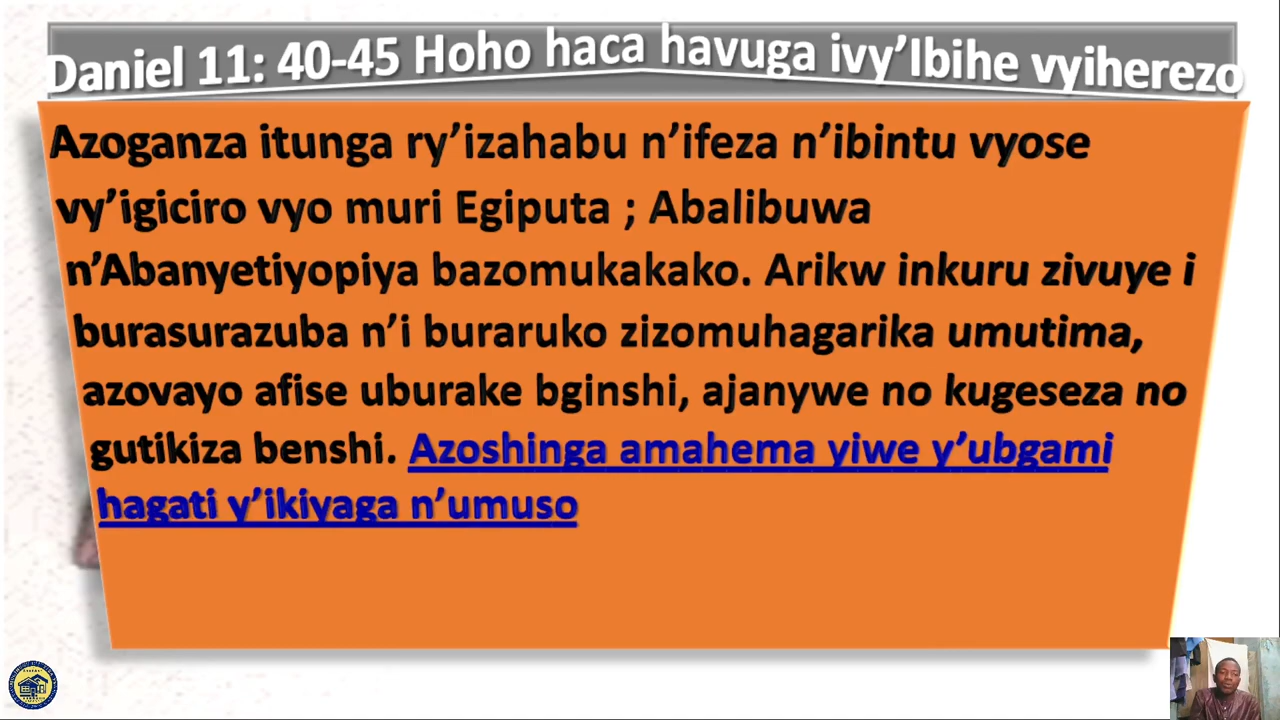 Daniel 11: 40-45 Hoho haca havuga ivy’Ibihe vyiherezo
Azoganza itunga ry’izahabu n’ifeza n’ibintu vyose
vy’igiciro vyo muri Egiputa ; Abalibuwa
n’Abanyetiyopiya bazomukakako. Arikw inkuru zivuye i
burasurazuba n’i buraruko zizomuhagarika umutima,
azovayo afise uburake bginshi, ajanywe no kugeseza no
gutikiza benshi. Azoshinga amahema yiwe y’ubgami
hagati y’ikiyaga n’umuso